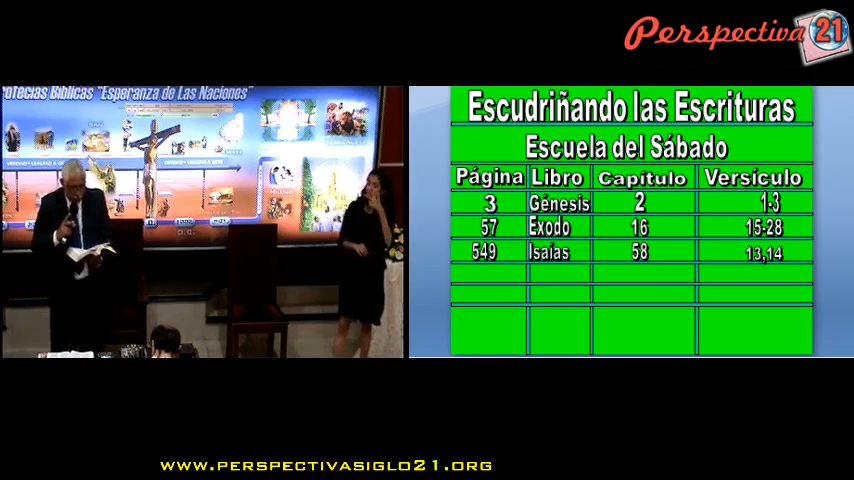 Perspectiva 21
rofecías Bíblicas "Esperanza de Las Naciones"
Escudriñando las Escrituras
Escuela del Sábado
Página Libro Capítulo Versículo
3 Génesis 2 1-3
57 Exodo 16 15-28
549 Isaías 58 13,14
www.perspectivasiglo21.org